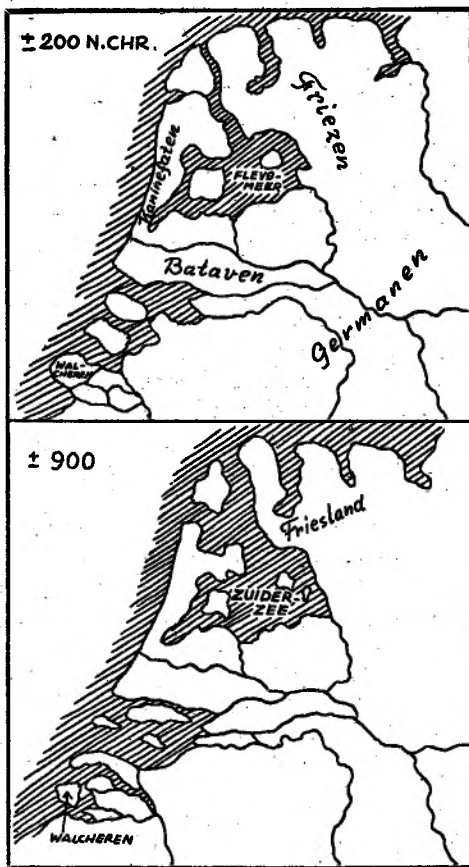 ± 200 N.CHR.
Friezen
Kaninefaten
FLEVO-
MEER
Bataven
Germanen
WAL-
CHEREN
± 900
Friesland
ZUIDER-
ZEE
WALCHEREN